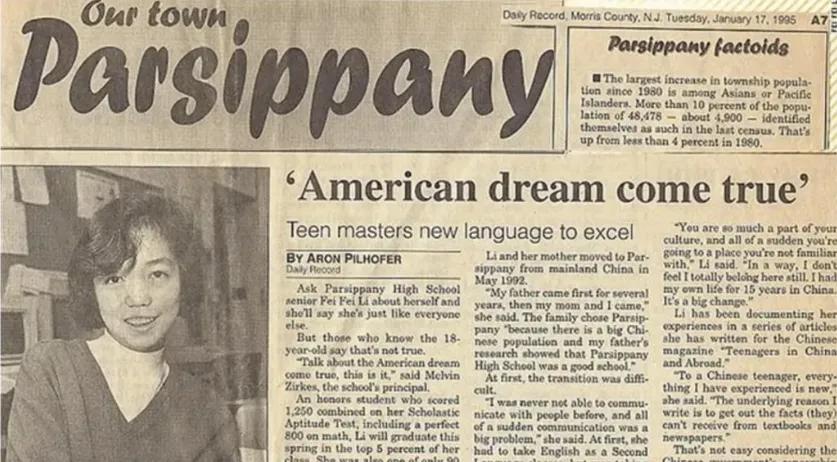 Our town
Parsippany
Daily Record, Morris County, N.J. Tuesday, January 17, 1995 A7
Parsippany factoids
■ The largest increase in township popula-
tion since 1980 is among Asians or Pacific
Islanders. More than 10 percent of the popu-
lation of 48,478 — about 4,900 — identified
themselves as such in the last census. That's
up from less than 4 percent in 1980.
'American dream come true'
Teen masters new language to excel
BY ARON PILHOFER
Daily Record
Ask Parsippany High School
senior Fei Fei Li about herself and
she'll say she's just like everyone
else.
But those who know the 18-
year-old say that's not true.
"Talk about the American dream
come true, this is it," said Melvin
Zirkes, the school's principal.
An honors student who scored
1,250 combined on her Scholastic
Aptitude Test, including a perfect
800 on math, Li will graduate this
spring in the top 5 percent of her
class. She was also one of only 90
Li and her mother moved to Par-
sippany from mainland China in
May 1992.
"My father came first for several
years, then my mom and I came,"
she said. The family chose Parsip-
pany "because there is a big Chi-
nese population and my father's
research showed that Parsippany
High School was a good school."
At first, the transition was diffi-
cult.
"I was never not able to commu-
nicate with people before, and all
of a sudden communication was a
big problem," she said. At first, she
had to take English as a Second
"You are so much a part of your
culture, and all of a sudden you're
going to a place you're not familiar
with," Li said. "In a way, I don't
feel I totally belong here still. I had
my own life for 15 years in China.
It's a big change."
Li has been documenting her
experiences in a series of articles
she has written for the Chinese
magazine "Teenagers in China
and Abroad."
"To a Chinese teenager, every-
thing I have experienced is new,"
she said. "The underlying reason I
write is to get out the facts (they)
can't receive from textbooks and
newspapers."
That's not easy considering the